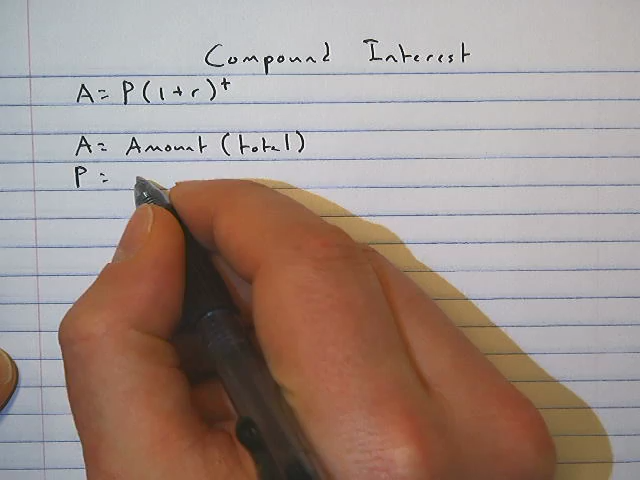 Compound Interest
A = P(1+r)^t
A = Amount (total)
P =